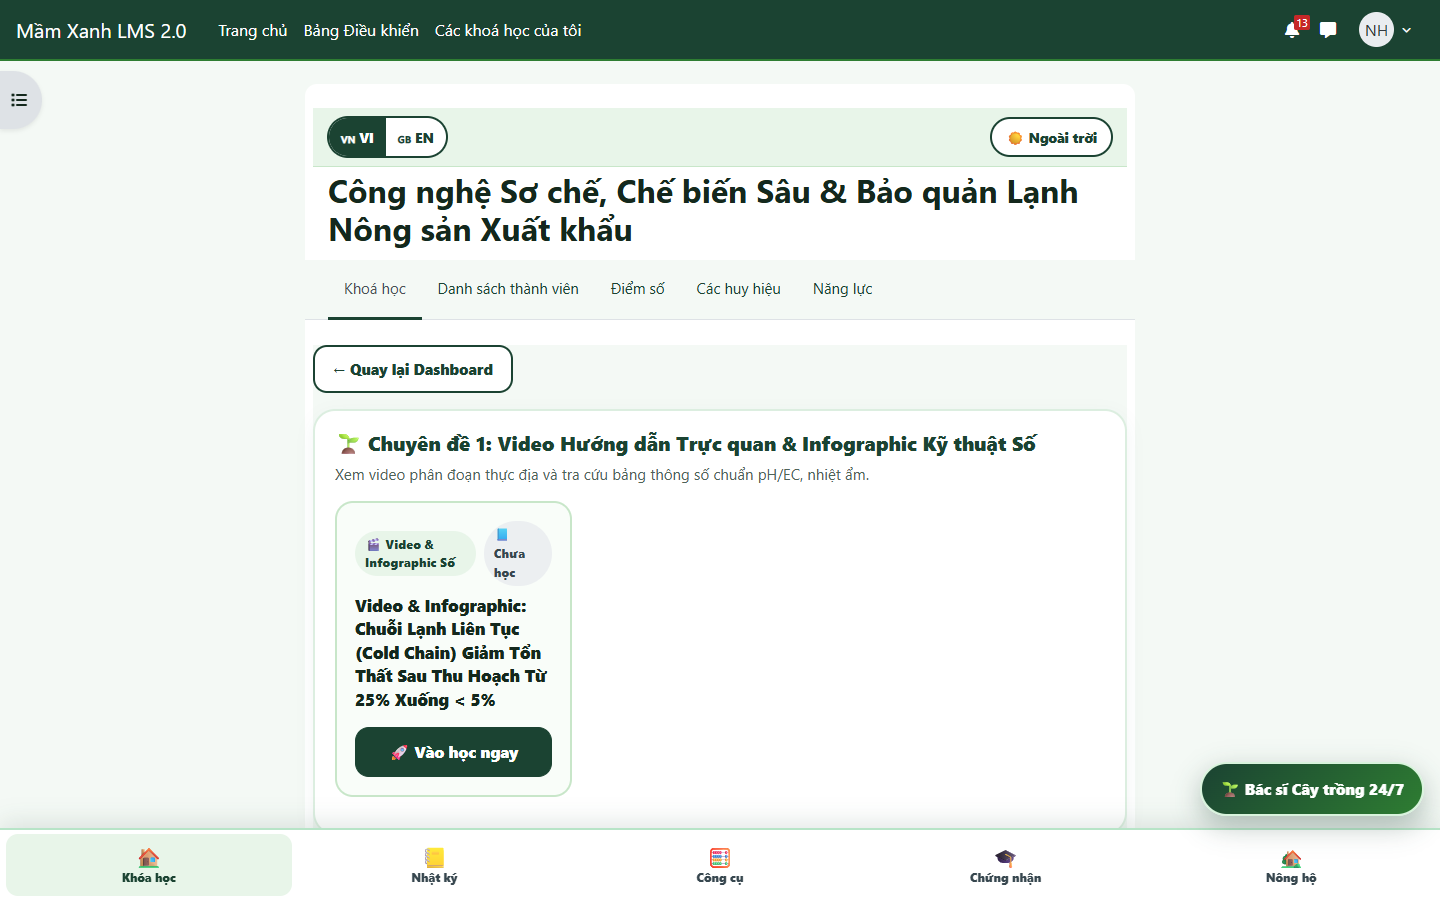 Mầm Xanh LMS 2.0
Trang chủ
Bảng Điều khiển
Các khoá học của tôi
13
NH
VN VI
GB EN
Ngoài trời
Công nghệ Sơ chế, Chế biến Sâu & Bảo quản Lạnh
Nông sản Xuất khẩu
Khoá học
Danh sách thành viên
Điểm số
Các huy hiệu
Năng lực
← Quay lại Dashboard
Chuyên đề 1: Video Hướng dẫn Trực quan & Infographic Kỹ thuật Số
Xem video phân đoạn thực địa và tra cứu bảng thông số chuẩn pH/EC, nhiệt ẩm.
Video &
Infographic Số
Chưa
học
Video & Infographic:
Chuỗi Lạnh Liên Tục
(Cold Chain) Giảm Tổn
Thất Sau Thu Hoạch Từ
25% Xuống < 5%
Vào học ngay
Bác sĩ Cây trồng 24/7
Khóa học
Nhật ký
Công cụ
Chứng nhận
Nông hộ